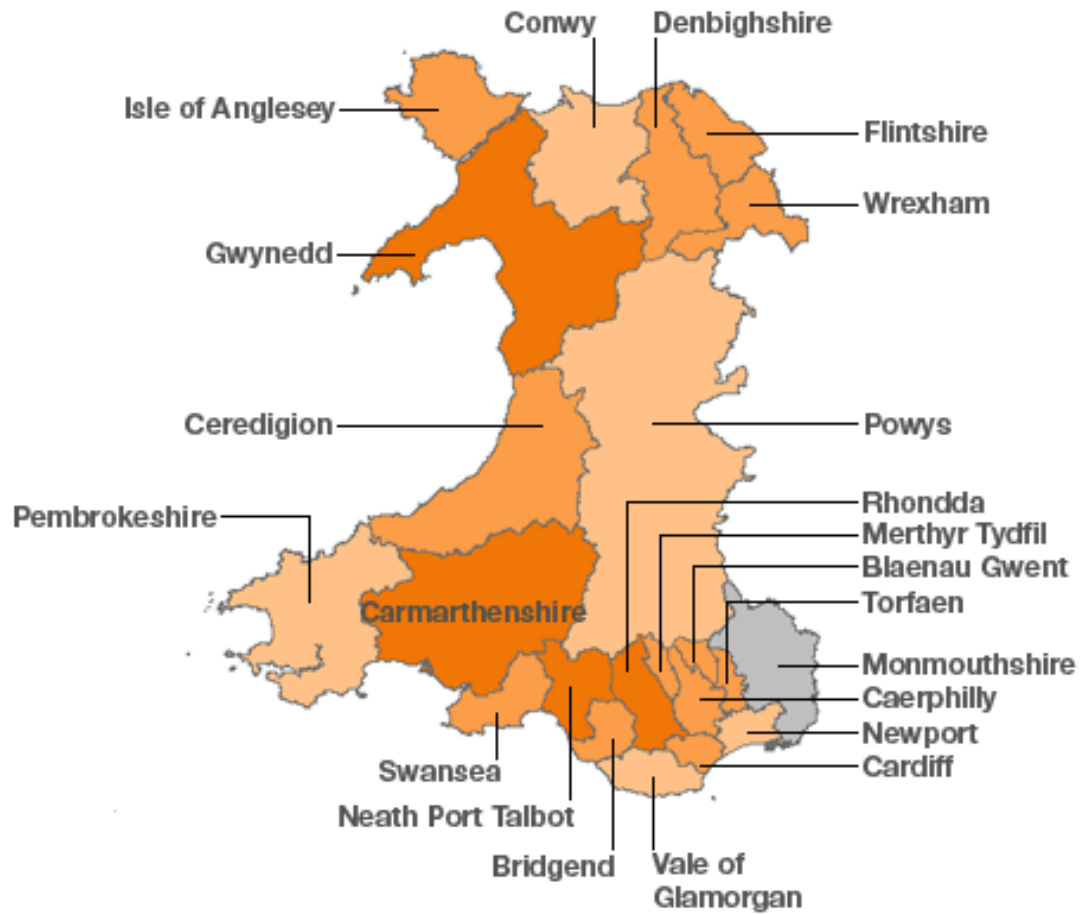 Conwy
Denbighshire
Isle of Anglesey
Flintshire
Wrexham
Gwynedd
Ceredigion
Powys
Pembrokeshire
Rhondda
Merthyr Tydfil
Blaenau Gwent
Torfaen
Carmarthenshire
Monmouthshire
Caerphilly
Newport
Cardiff
Swansea
Neath Port Talbot
Bridgend
Vale of
Glamorgan